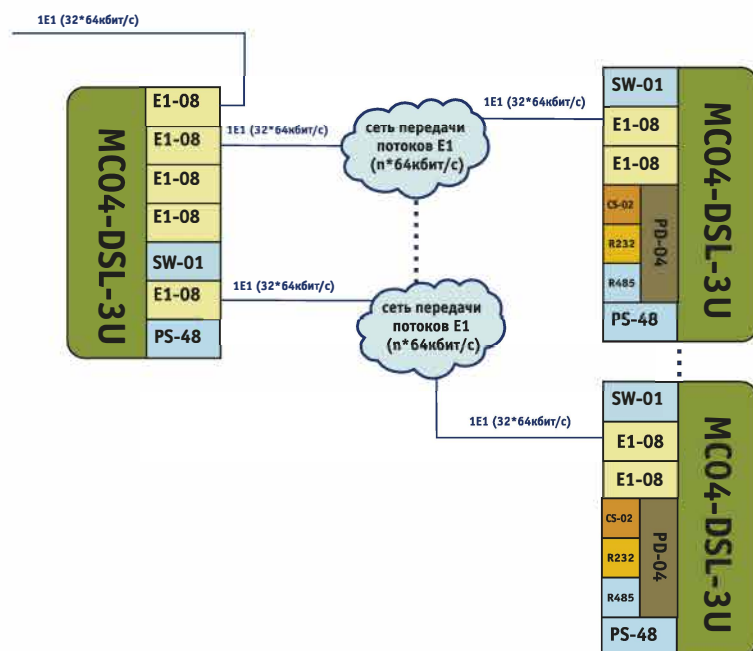 1E1 (32*64кбит/с)
MC04-DSL-3U
E1-08
E1-08
E1-08
E1-08
SW-01
E1-08
PS-48
1E1 (32*64кбит/с)
1E1 (32*64кбит/с)
сеть передачи
потоков E1
(n*64кбит/с)
сеть передачи
потоков E1
(n*64кбит/с)
1E1 (32*64кбит/с)
1E1 (32*64кбит/с)
SW-01
E1-08
E1-08
CS-02
R232
R485
PD-04
PS-48
MC04-DSL-3U
SW-01
E1-08
E1-08
CS-02
R232
R485
PD-04
PS-48
MC04-DSL-3U